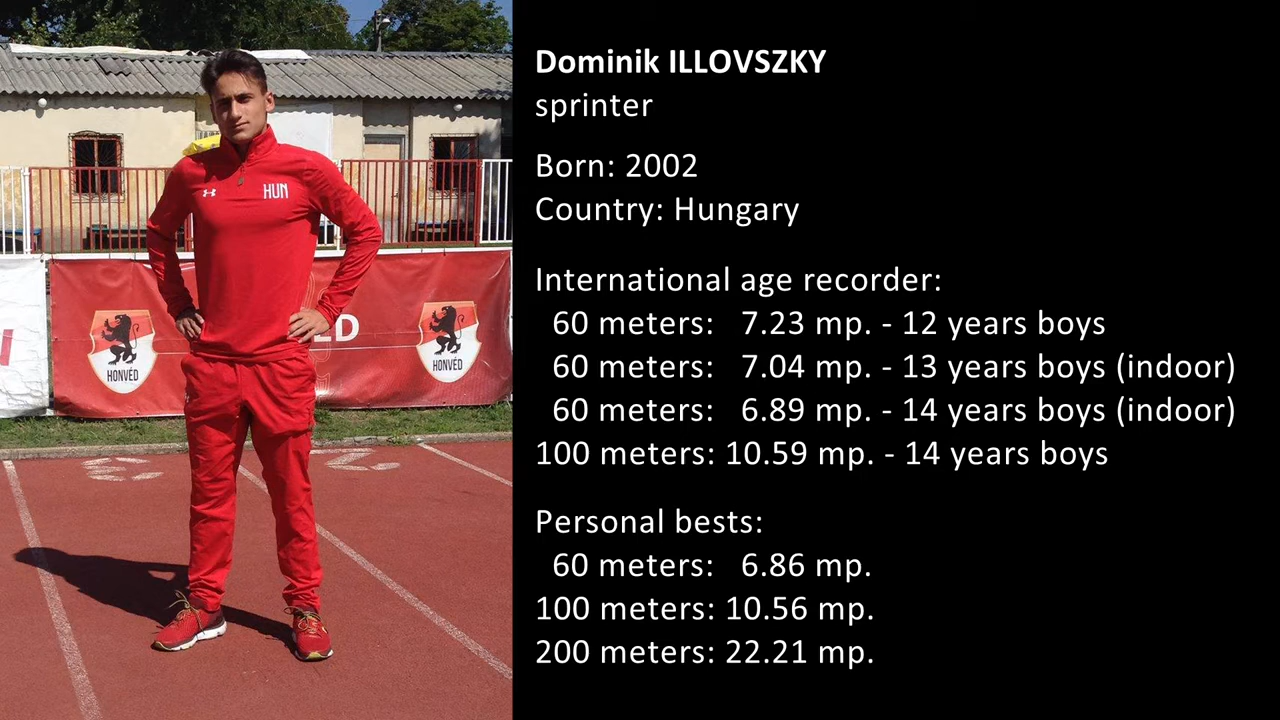 HUN
ED
HONVÉD
HONVÉD
Dominik ILLOVSZKY
sprinter
Born: 2002
Country: Hungary
International age recorder:
60 meters: 7.23 mp. - 12 years boys
60 meters: 7.04 mp. - 13 years boys (indoor)
60 meters: 6.89 mp. - 14 years boys (indoor)
100 meters: 10.59 mp. - 14 years boys
Personal bests:
60 meters: 6.86 mp.
100 meters: 10.56 mp.
200 meters: 22.21 mp.